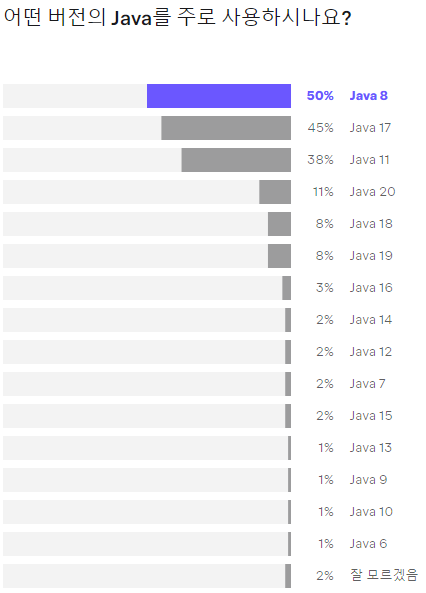 어떤 버전의 Java를 주로 사용하시나요?
50% Java 8
45% Java 17
38% Java 11
11% Java 20
8% Java 18
8% Java 19
3% Java 16
2% Java 14
2% Java 12
2% Java 7
2% Java 15
1% Java 13
1% Java 9
1% Java 10
1% Java 6
2% 잘 모르겠음